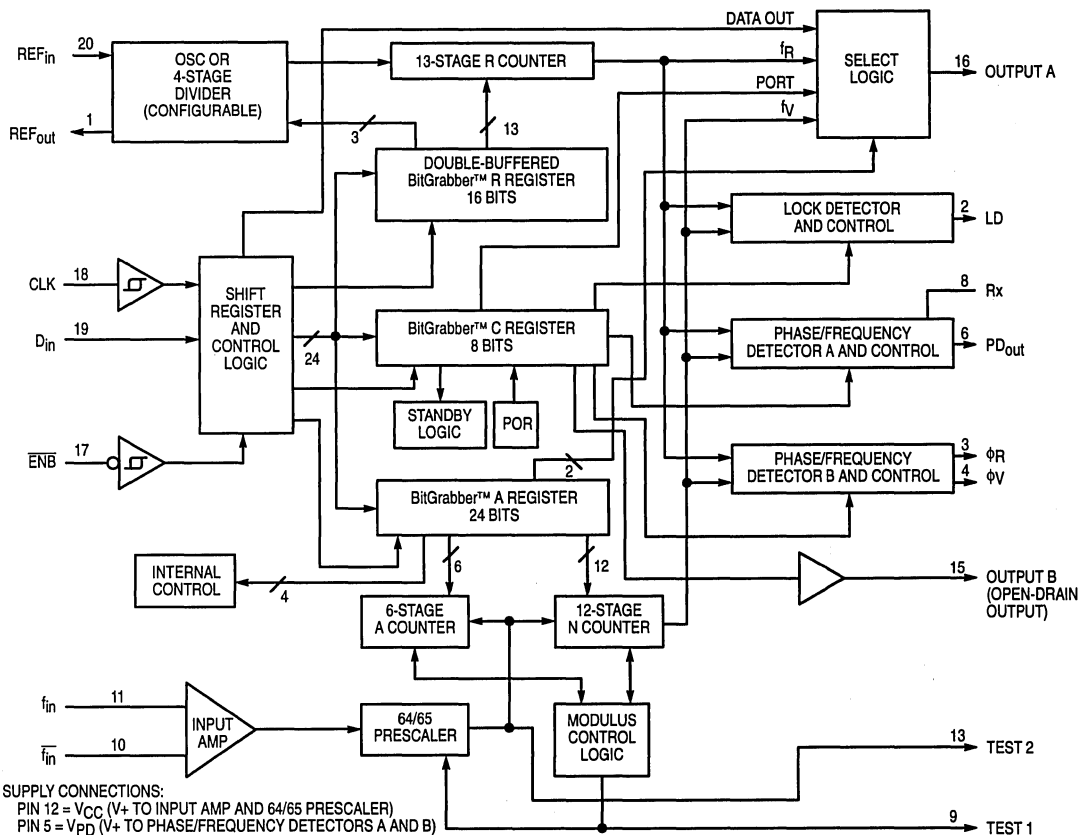 DATA OUT
20
REFin
OSC OR
4-STAGE
DIVIDER
(CONFIGURABLE)
13-STAGE R COUNTER
fR
SELECT
LOGIC
16
OUTPUT A
PORT
1
REFout
3
13
fV
DOUBLE-BUFFERED
BitGrabber™ R REGISTER
16 BITS
LOCK DETECTOR
AND CONTROL
2
LD
CLK
18
SHIFT
REGISTER
AND
CONTROL
LOGIC
8
Rx
Din
19
24
BitGrabber™ C REGISTER
8 BITS
PHASE/FREQUENCY
DETECTOR A AND CONTROL
6
PDout
STANDBY
LOGIC
POR
ENB
17
2
PHASE/FREQUENCY
DETECTOR B AND CONTROL
3
ϕR
4
ϕV
BitGrabber™ A REGISTER
24 BITS
INTERNAL
CONTROL
4
6
12
15
OUTPUT B
(OPEN-DRAIN
OUTPUT)
6-STAGE
A COUNTER
12-STAGE
N COUNTER
fin
11
INPUT
AMP
64/65
PRESCALER
MODULUS
CONTROL
LOGIC
fin
10
13
TEST 2
SUPPLY CONNECTIONS:
PIN 12 = VCC (V+ TO INPUT AMP AND 64/65 PRESCALER)
PIN 5 = VPD (V+ TO PHASE/FREQUENCY DETECTORS A AND B)
9
TEST 1